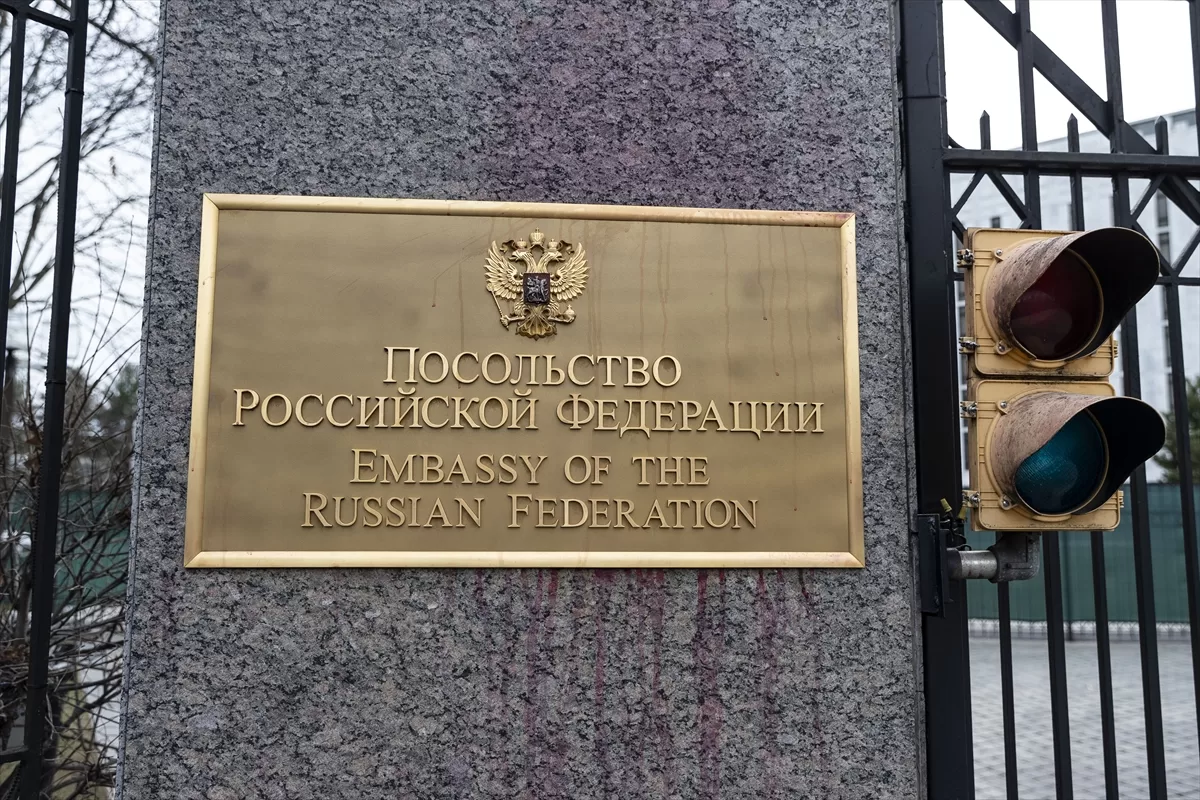 ПОСОЛЬСТВО
РОССИЙСКОЙ ФЕДЕРАЦИИ
EMBASSY OF THE
RUSSIAN FEDERATION